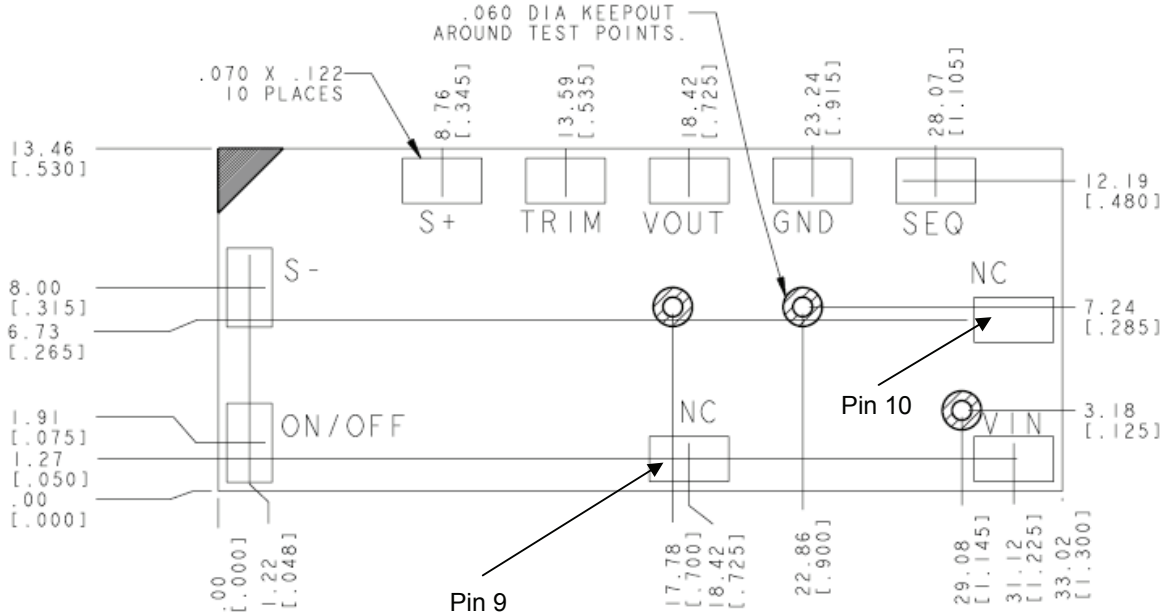 .060 DIA KEEPOUT
AROUND TEST POINTS.
.070 X .122
10 PLACES
8.76
[.345]
13.59
[.535]
18.42
[.725]
23.24
[.915]
28.07
[1.105]
13.46
[.530]
12.19
[.480]
S+
TRIM
VOUT
GND
SEQ
S-
NC
8.00
[.315]
6.73
[.265]
7.24
[.285]
Pin 10
1.91
[.075]
ON/OFF
NC
VIN
3.18
[.125]
1.27
[.050]
.00
[.000]
.00
[.000]
1.22
[.048]
17.78
[.700]
18.42
[.725]
22.86
[.900]
29.08
[1.145]
31.12
[1.225]
33.02
[1.300]
Pin 9